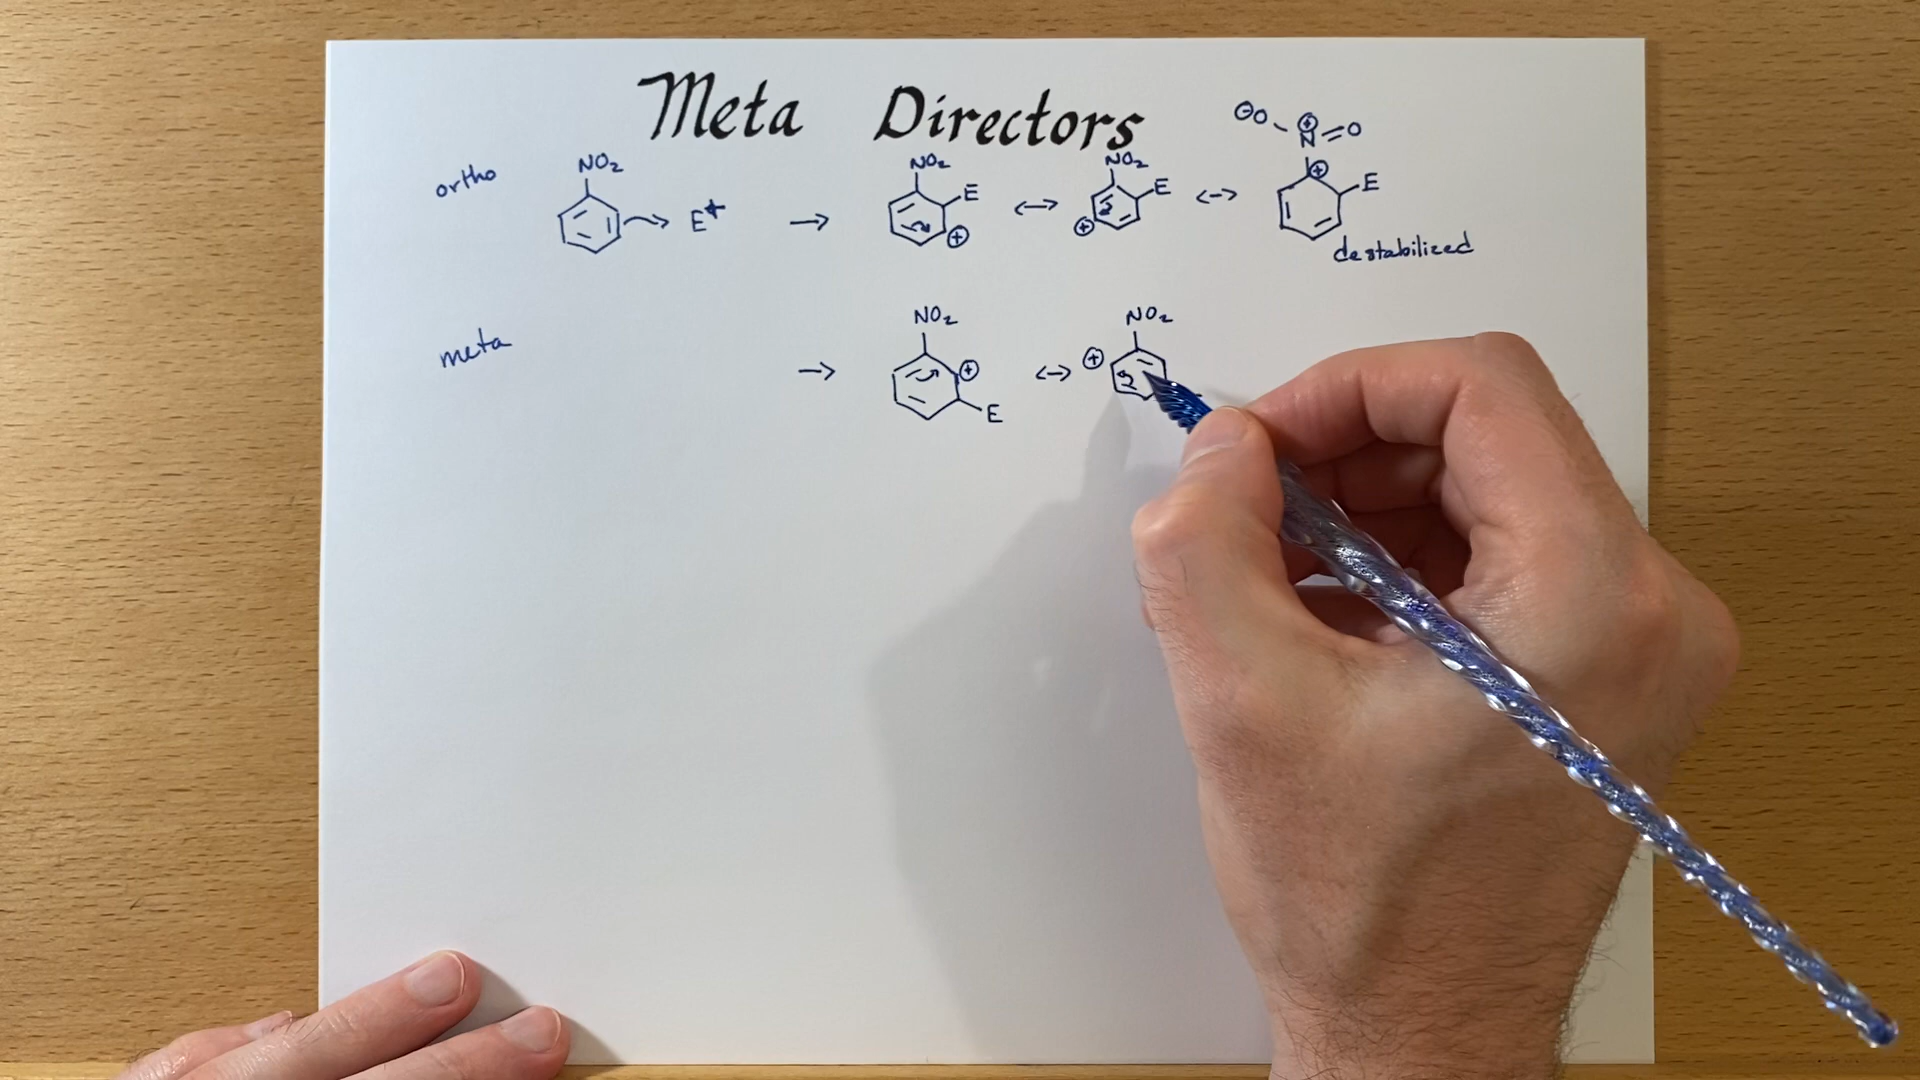 Meta Directors
ortho NO₂ E⁺ → NO₂ E ⊕ ↔ NO₂ E ⊕ ↔ ⊖O N⊕ =O ⊕ E
destabilized
meta → NO₂ ⊕ E ↔ NO₂ ⊕